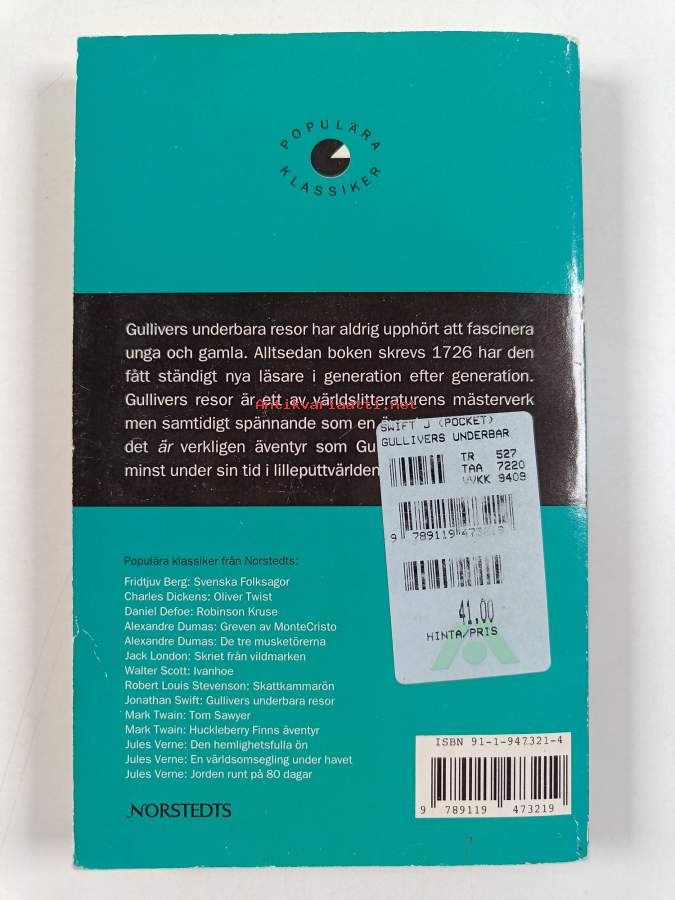 POPULÄRA
KLASSIKER
Gullivers underbara resor har aldrig upphört att fascinera
unga och gamla. Alltsedan boken skrevs 1726 har den
fått ständigt nya läsare i generation efter generation.
Gullivers resor är ett av världslitteraturens mästerverk
Antikvariaatti.net
men samtidigt spännande som en
det är verkligen äventyr som
minst under sin tid i lilleputtvärlden
SWIFT J (POCKET)
GULLIVERS UNDERBAR
TR 527
TAA 7220
VVKK 9409
9 789119 473219
41,00
HINTA/PRIS
Populära klassiker från Norstedts:
Fridtjuv Berg: Svenska Folksagor
Charles Dickens: Oliver Twist
Daniel Defoe: Robinson Kruse
Alexandre Dumas: Greven av MonteCristo
Alexandre Dumas: De tre musketörerna
Jack London: Skriet från vildmarken
Walter Scott: Ivanhoe
Robert Louis Stevenson: Skattkammarön
Jonathan Swift: Gullivers underbara resor
Mark Twain: Tom Sawyer
Mark Twain: Huckleberry Finns äventyr
Jules Verne: Den hemlighetsfulla ön
Jules Verne: En världsomsegling under havet
Jules Verne: Jorden runt på 80 dagar
NORSTEDTS
ISBN 91-1-947321-4
9 789119 473219